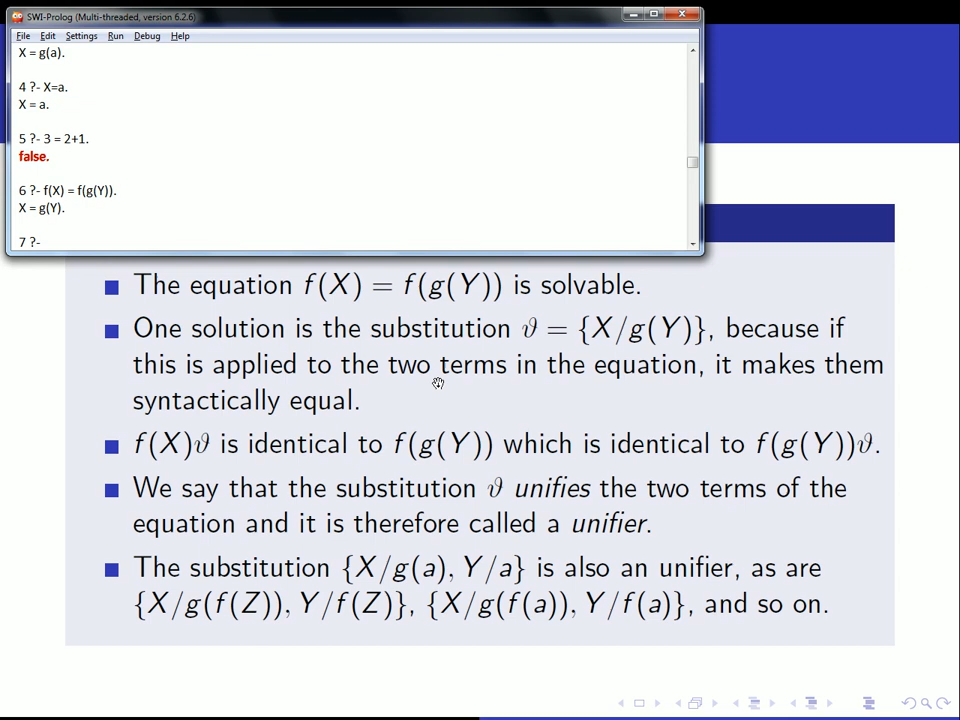 SWI-Prolog (Multi-threaded, version 6.2.6)
File Edit Settings Run Debug Help
X = g(a).
4 ?- X=a.
X = a.
5 ?- 3 = 2+1.
false.
6 ?- f(X) = f(g(Y)).
X = g(Y).
7 ?-
The equation f(X) = f(g(Y)) is solvable.
One solution is the substitution ϑ = {X/g(Y)}, because if
this is applied to the two terms in the equation, it makes them
syntactically equal.
f(X)ϑ is identical to f(g(Y)) which is identical to f(g(Y))ϑ.
We say that the substitution ϑ unifies the two terms of the
equation and it is therefore called a unifier.
The substitution {X/g(a), Y/a} is also an unifier, as are
{X/g(f(Z)), Y/f(Z)}, {X/g(f(a)), Y/f(a)}, and so on.